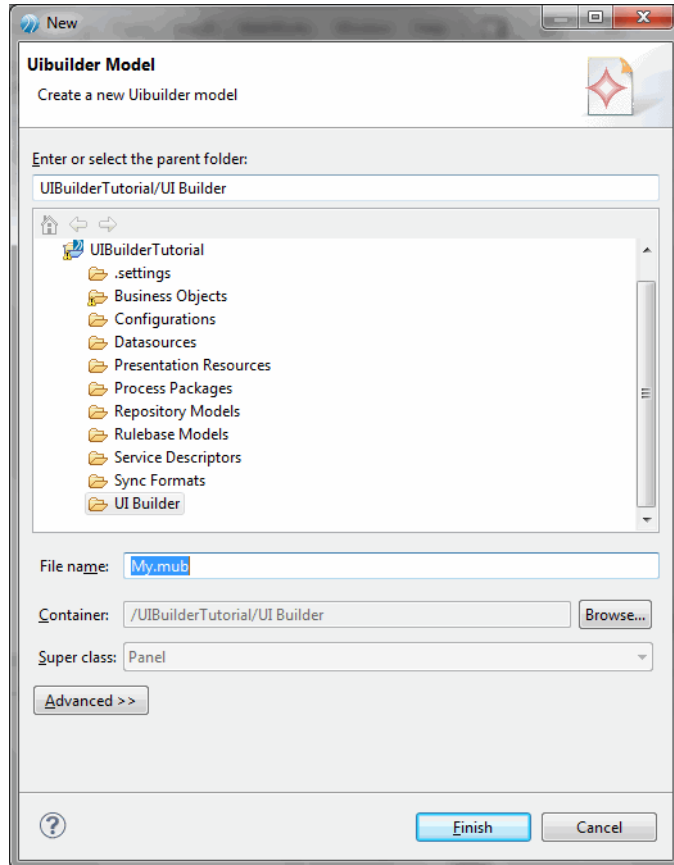 New
Uibuilder Model
Create a new Uibuilder model
Enter or select the parent folder:
UIBuilderTutorial/UI Builder
UIBuilderTutorial
.settings
Business Objects
Configurations
Datasources
Presentation Resources
Process Packages
Repository Models
Rulebase Models
Service Descriptors
Sync Formats
UI Builder
File name: My.mub
Container: /UIBuilderTutorial/UI Builder Browse...
Super class: Panel
Advanced >>
? Finish Cancel